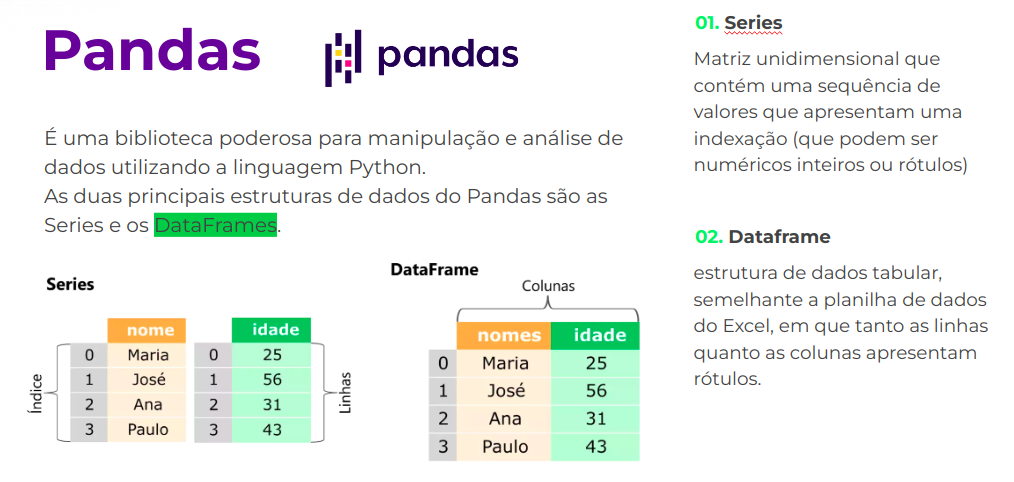 Pandas
pandas
É uma biblioteca poderosa para manipulação e análise de
dados utilizando a linguagem Python.
As duas principais estruturas de dados do Pandas são as
Series e os DataFrames.
Series
nome idade
0 Maria 0 25
1 José 1 56
2 Ana 2 31
3 Paulo 3 43
Índice
Linhas
DataFrame
Colunas
nomes idade
0 Maria 25
1 José 56
2 Ana 31
3 Paulo 43
01. Series
Matriz unidimensional que
contém uma sequência de
valores que apresentam uma
indexação (que podem ser
numéricos inteiros ou rótulos)
02. Dataframe
estrutura de dados tabular,
semelhante a planilha de dados
do Excel, em que tanto as linhas
quanto as colunas apresentam
rótulos.